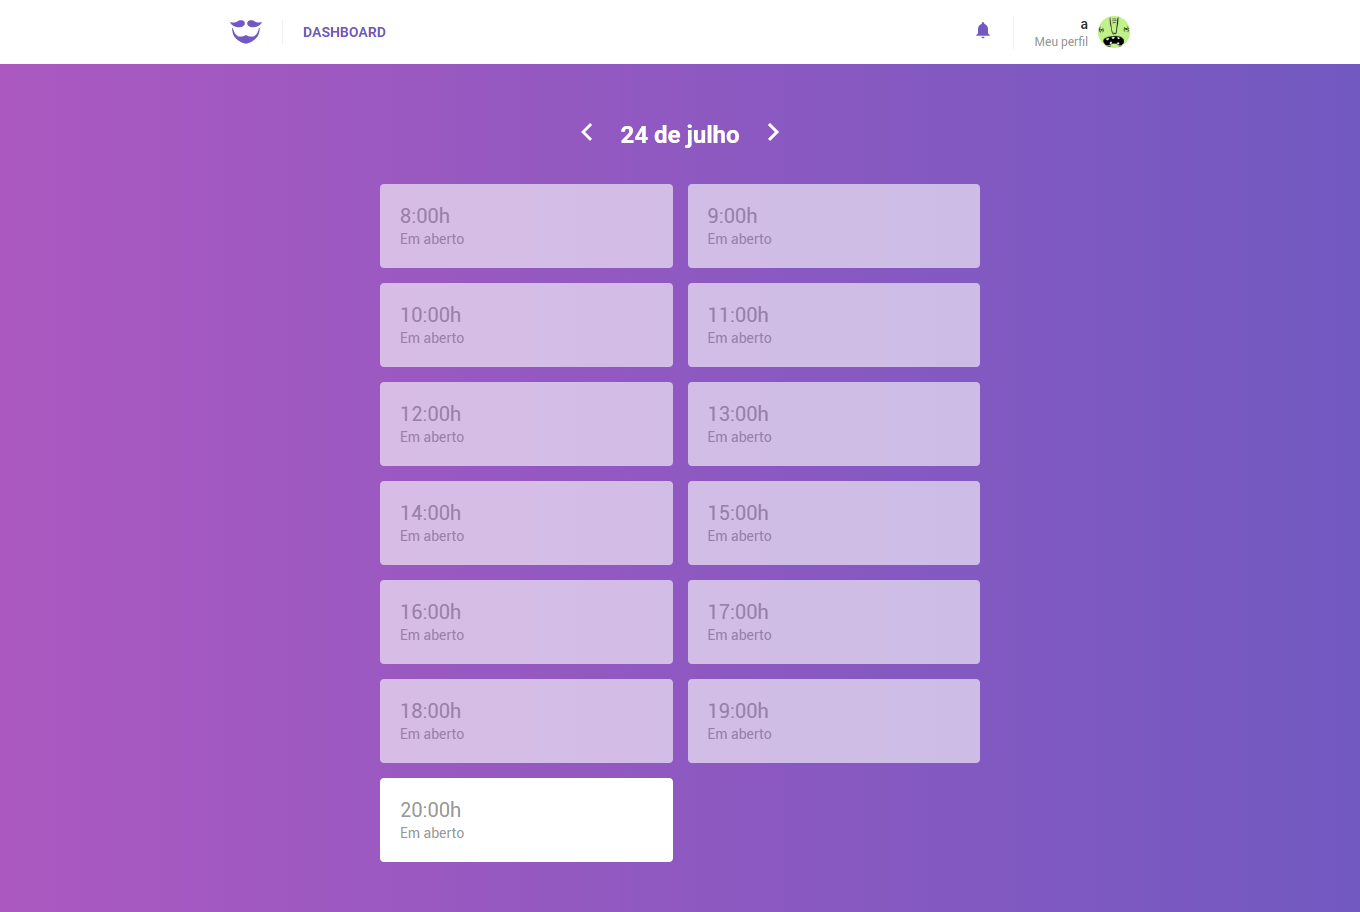 DASHBOARD
a
Meu perfil
24 de julho
8:00h
Em aberto
9:00h
Em aberto
10:00h
Em aberto
11:00h
Em aberto
12:00h
Em aberto
13:00h
Em aberto
14:00h
Em aberto
15:00h
Em aberto
16:00h
Em aberto
17:00h
Em aberto
18:00h
Em aberto
19:00h
Em aberto
20:00h
Em aberto